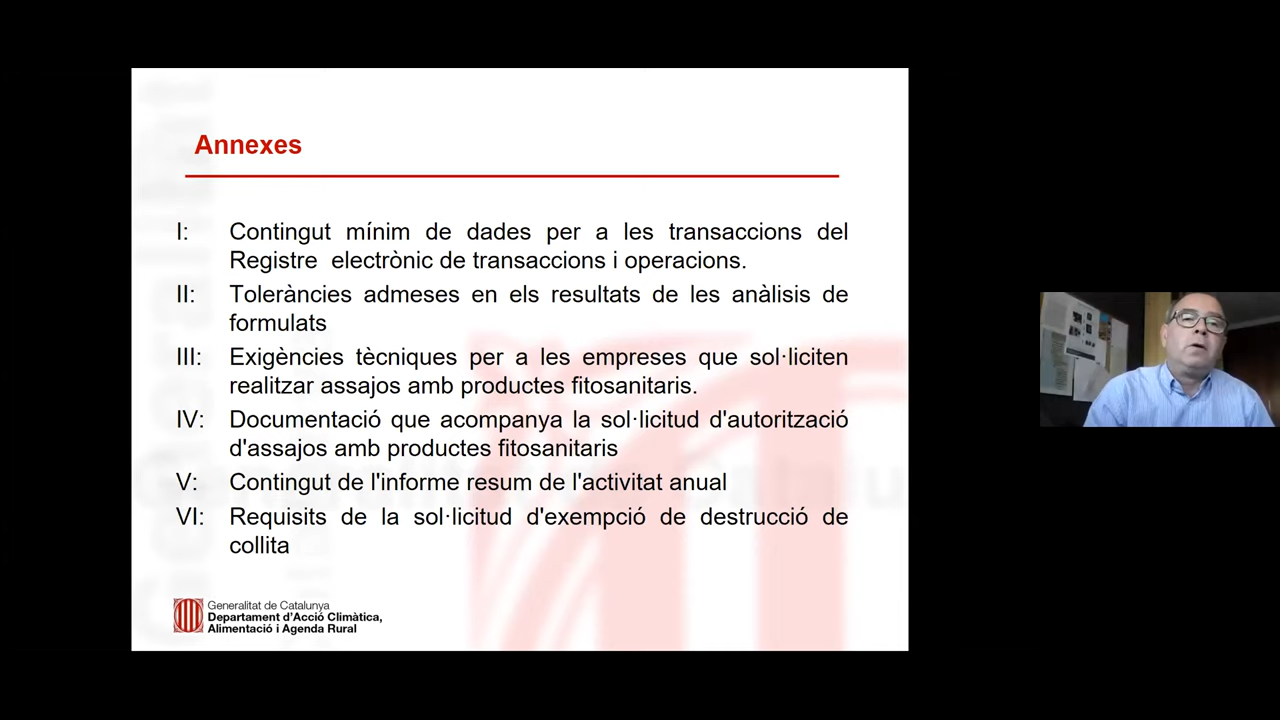 Annexes
I: Contingut mínim de dades per a les transaccions del
Registre electrònic de transaccions i operacions.
II: Toleràncies admeses en els resultats de les anàlisis de
formulats
III: Exigències tècniques per a les empreses que sol·liciten
realitzar assajos amb productes fitosanitaris.
IV: Documentació que acompanya la sol·licitud d'autorització
d'assajos amb productes fitosanitaris
V: Contingut de l'informe resum de l'activitat anual
VI: Requisits de la sol·licitud d'exempció de destrucció de
collita
Generalitat de Catalunya
Departament d'Acció Climàtica,
Alimentació i Agenda Rural